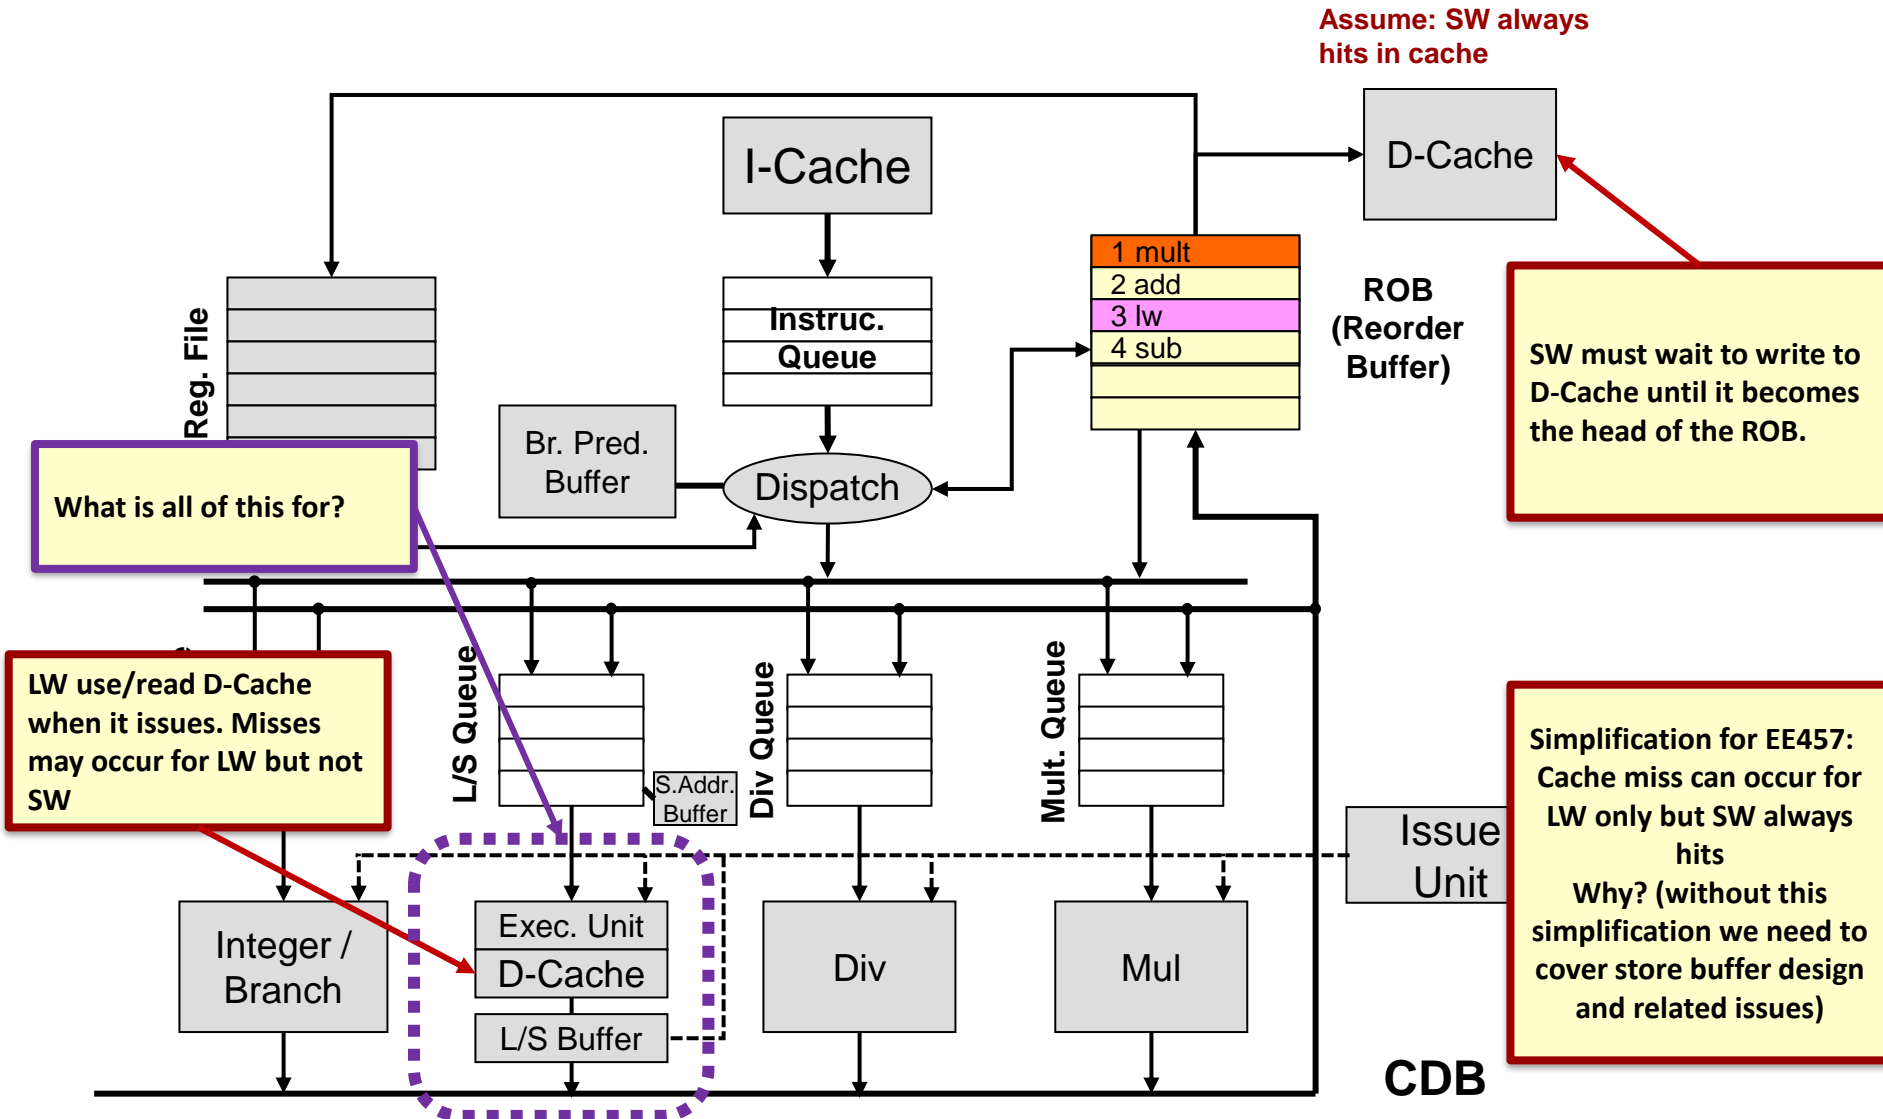 Assume: SW always
hits in cache
I-Cache
D-Cache
Reg. File
Instruc.
Queue
1 mult
2 add
3 lw
4 sub
ROB
(Reorder
Buffer)
SW must wait to write to
D-Cache until it becomes
the head of the ROB.
Br. Pred.
Buffer
Dispatch
What is all of this for?
LW use/read D-Cache
when it issues. Misses
may occur for LW but not
SW
L/S Queue
S.Addr.
Buffer
Div Queue
Mult. Queue
Issue
Unit
Simplification for EE457:
Cache miss can occur for
LW only but SW always
hits
Why? (without this
simplification we need to
cover store buffer design
and related issues)
Integer /
Branch
Exec. Unit
D-Cache
L/S Buffer
Div
Mul
CDB